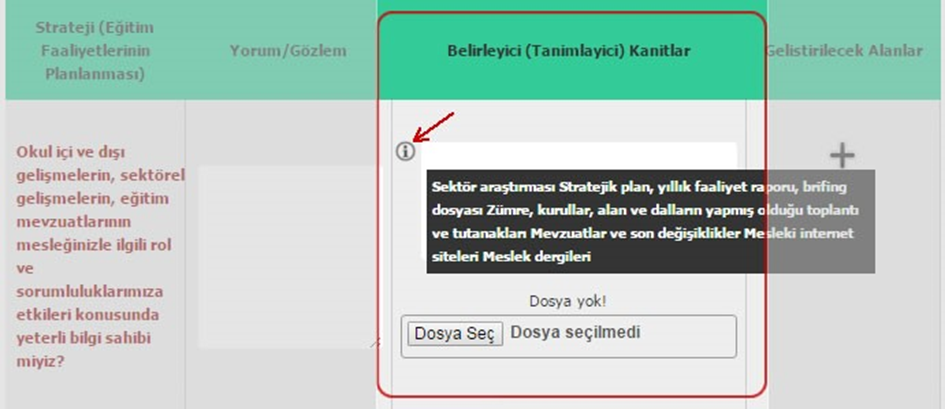 Strateji (Eğitim
Faaliyetlerinin
Planlanması)
Yorum/Gözlem
Belirleyici (Tanimlayici) Kanitlar
Gelistirilecek Alanlar
Okul içi ve dışı
gelişmelerin, sektörel
gelişmelerin, eğitim
mevzuatlarının
mesleğinizle ilgili rol
ve
sorumluluklarımıza
etkileri konusunda
yeterli bilgi sahibi
miyiz?
Sektör araştırması Stratejik plan, yıllık faaliyet raporu, brifing
dosyası Zümre, kurullar, alan ve dalların yapmış olduğu toplantı
ve tutanakları Mevzuatlar ve son değişiklikler Mesleki internet
siteleri Meslek dergileri
Dosya yok!
Dosya Seç Dosya seçilmedi